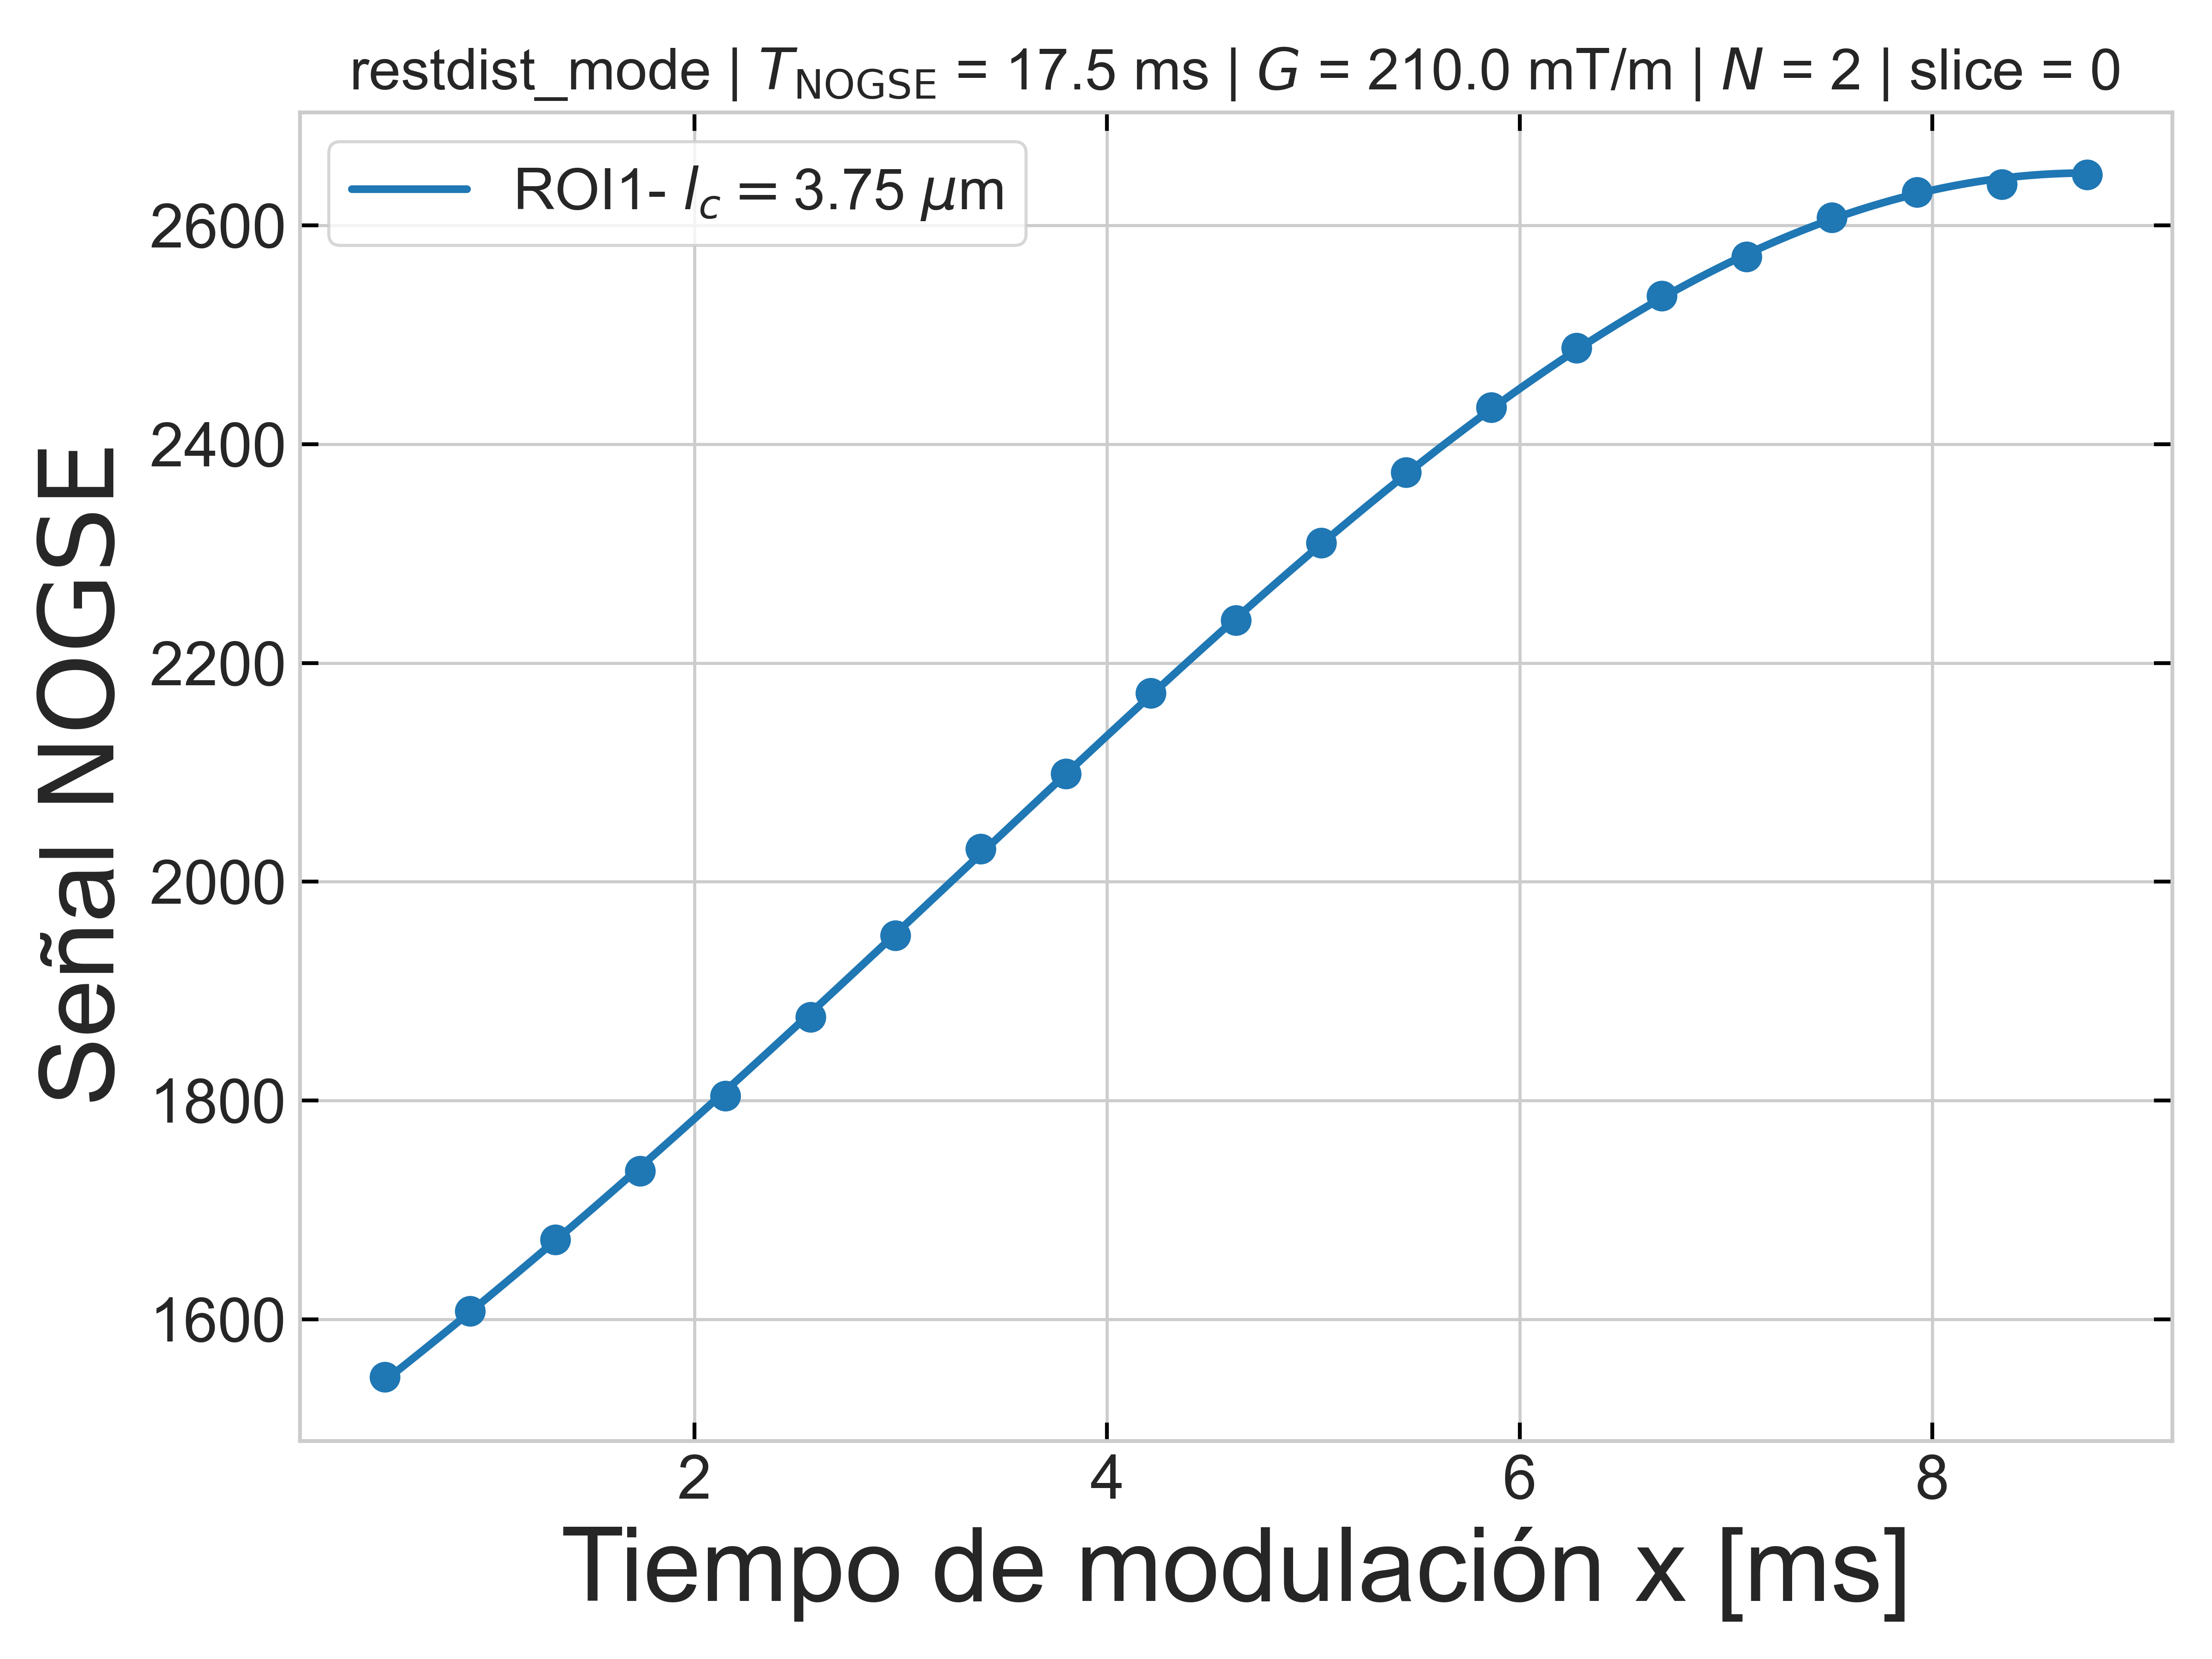 restdist_mode | T_NOGSE = 17.5 ms | G = 210.0 mT/m | N = 2 | slice = 0
ROI1- l_c = 3.75 μm
Señal NOGSE
2600
2400
2200
2000
1800
1600
2 4 6 8
Tiempo de modulación x [ms]